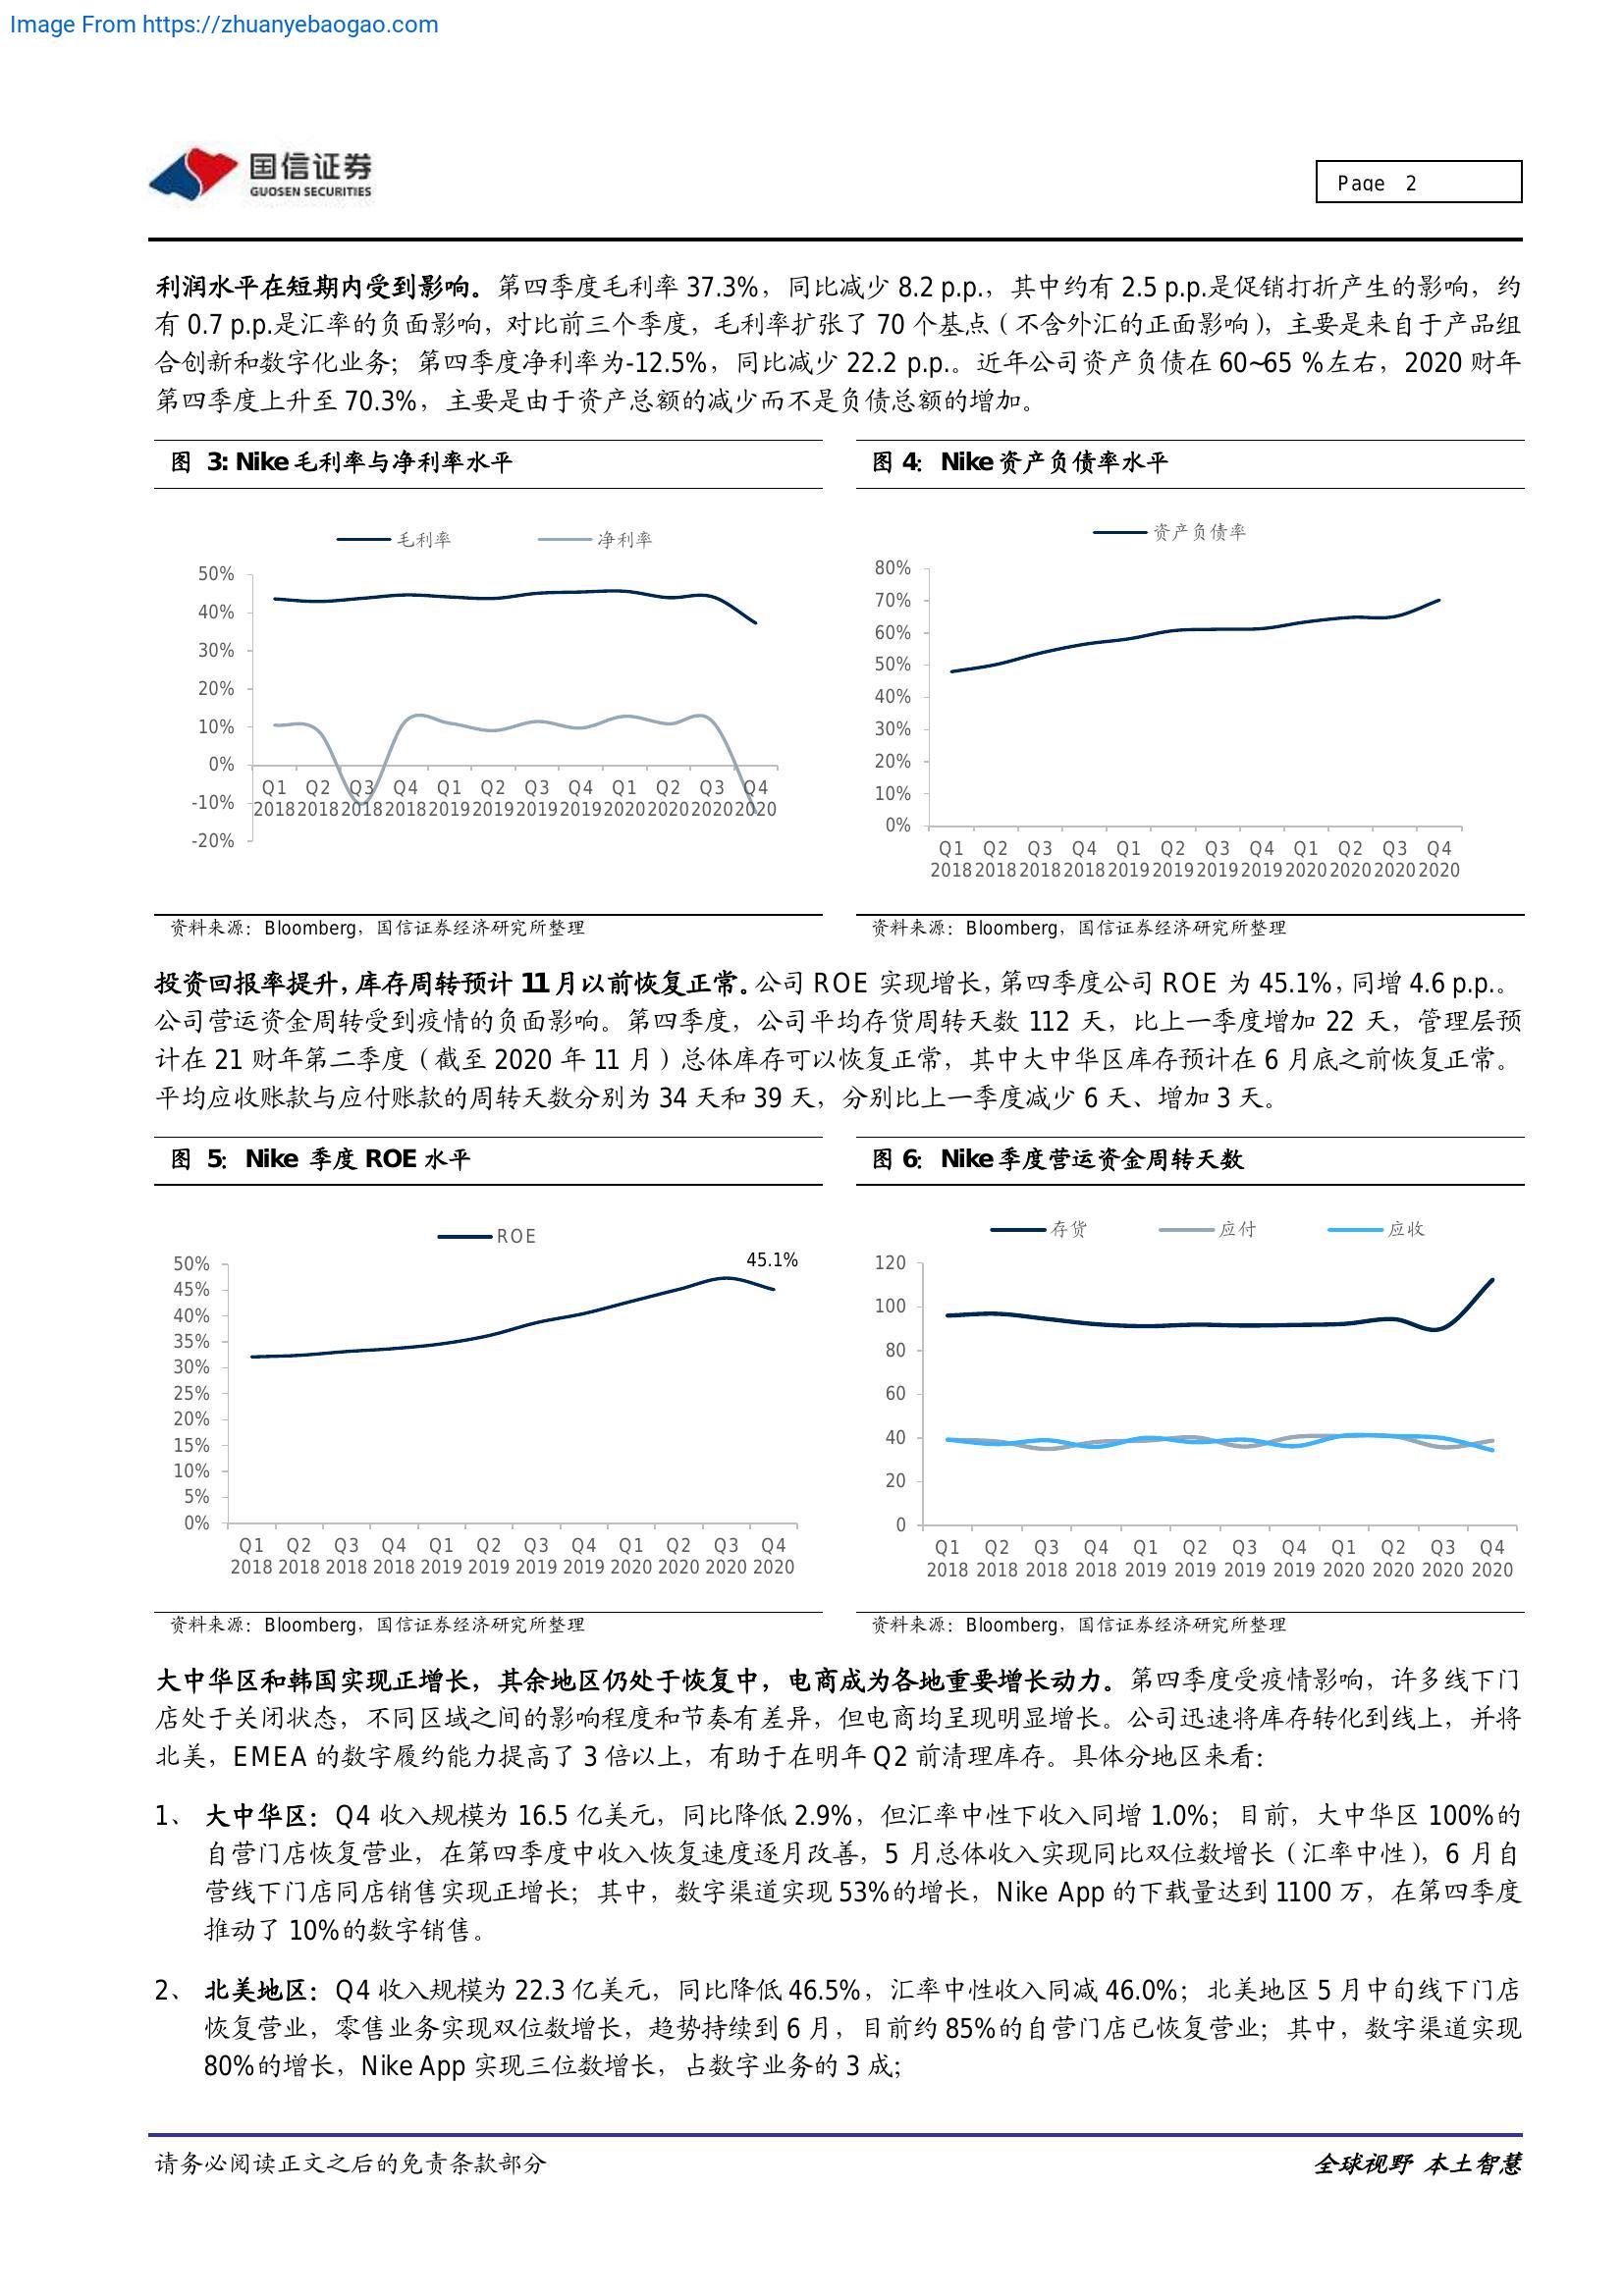 Image From https://zhuanyebaogao.com
国信证券
GUOSEN SECURITIES
Page 2
利润水平在短期内受到影响。第四季度毛利率 37.3%，同比减少 8.2 p.p.，其中约有 2.5 p.p.是促销打折产生的影响，约
有 0.7 p.p.是汇率的负面影响，对比前三个季度，毛利率扩张了 70 个基点（不含外汇的正面影响），主要是来自于产品组
合创新和数字化业务；第四季度净利率为-12.5%，同比减少 22.2 p.p.。近年公司资产负债在 60~65 %左右，2020 财年
第四季度上升至 70.3%，主要是由于资产总额的减少而不是负债总额的增加。
图 3: Nike 毛利率与净利率水平
毛利率 净利率
50%
40%
30%
20%
10%
0%
-10%
-20%
Q1 Q2 Q3 Q4 Q1 Q2 Q3 Q4 Q1 Q2 Q3 Q4
2018 2018 2018 2018 2019 2019 2019 2019 2020 2020 2020 2020
资料来源：Bloomberg，国信证券经济研究所整理
图 4： Nike 资产负债率水平
资产负债率
80%
70%
60%
50%
40%
30%
20%
10%
0%
Q1 Q2 Q3 Q4 Q1 Q2 Q3 Q4 Q1 Q2 Q3 Q4
2018 2018 2018 2018 2019 2019 2019 2019 2020 2020 2020 2020
资料来源：Bloomberg，国信证券经济研究所整理
投资回报率提升，库存周转预计 11 月以前恢复正常。公司 ROE 实现增长，第四季度公司 ROE 为 45.1%，同增 4.6 p.p.。
公司营运资金周转受到疫情的负面影响。第四季度，公司平均存货周转天数 112 天，比上一季度增加 22 天，管理层预
计在 21 财年第二季度（截至 2020 年 11 月）总体库存可以恢复正常，其中大中华区库存预计在 6 月底之前恢复正常。
平均应收账款与应付账款的周转天数分别为 34 天和 39 天，分别比上一季度减少 6 天、增加 3 天。
图 5： Nike 季度 ROE 水平
ROE
45.1%
50%
45%
40%
35%
30%
25%
20%
15%
10%
5%
0%
Q1 Q2 Q3 Q4 Q1 Q2 Q3 Q4 Q1 Q2 Q3 Q4
2018 2018 2018 2018 2019 2019 2019 2019 2020 2020 2020 2020
资料来源：Bloomberg，国信证券经济研究所整理
图 6： Nike 季度营运资金周转天数
存货 应付 应收
120
100
80
60
40
20
0
Q1 Q2 Q3 Q4 Q1 Q2 Q3 Q4 Q1 Q2 Q3 Q4
2018 2018 2018 2018 2019 2019 2019 2019 2020 2020 2020 2020
资料来源：Bloomberg，国信证券经济研究所整理
大中华区和韩国实现正增长，其余地区仍处于恢复中，电商成为各地重要增长动力。第四季度受疫情影响，许多线下门
店处于关闭状态，不同区域之间的影响程度和节奏有差异，但电商均呈现明显增长。公司迅速将库存转化到线上，并将
北美，EMEA 的数字履约能力提高了 3 倍以上，有助于在明年 Q2 前清理库存。具体分地区来看：
1、 大中华区：Q4 收入规模为 16.5 亿美元，同比降低 2.9%，但汇率中性下收入同增 1.0%；目前，大中华区 100%的
自营门店恢复营业，在第四季度中收入恢复速度逐月改善，5 月总体收入实现同比双位数增长（汇率中性），6 月自
营线下门店同店销售实现正增长；其中，数字渠道实现 53%的增长，Nike App 的下载量达到 1100 万，在第四季度
推动了 10%的数字销售。
2、 北美地区：Q4 收入规模为 22.3 亿美元，同比降低 46.5%，汇率中性收入同减 46.0%；北美地区 5 月中旬线下门店
恢复营业，零售业务实现双位数增长，趋势持续到 6 月，目前约 85%的自营门店已恢复营业；其中，数字渠道实现
80%的增长，Nike App 实现三位数增长，占数字业务的 3 成；
请务必阅读正文之后的免责条款部分
全球视野 本土智慧